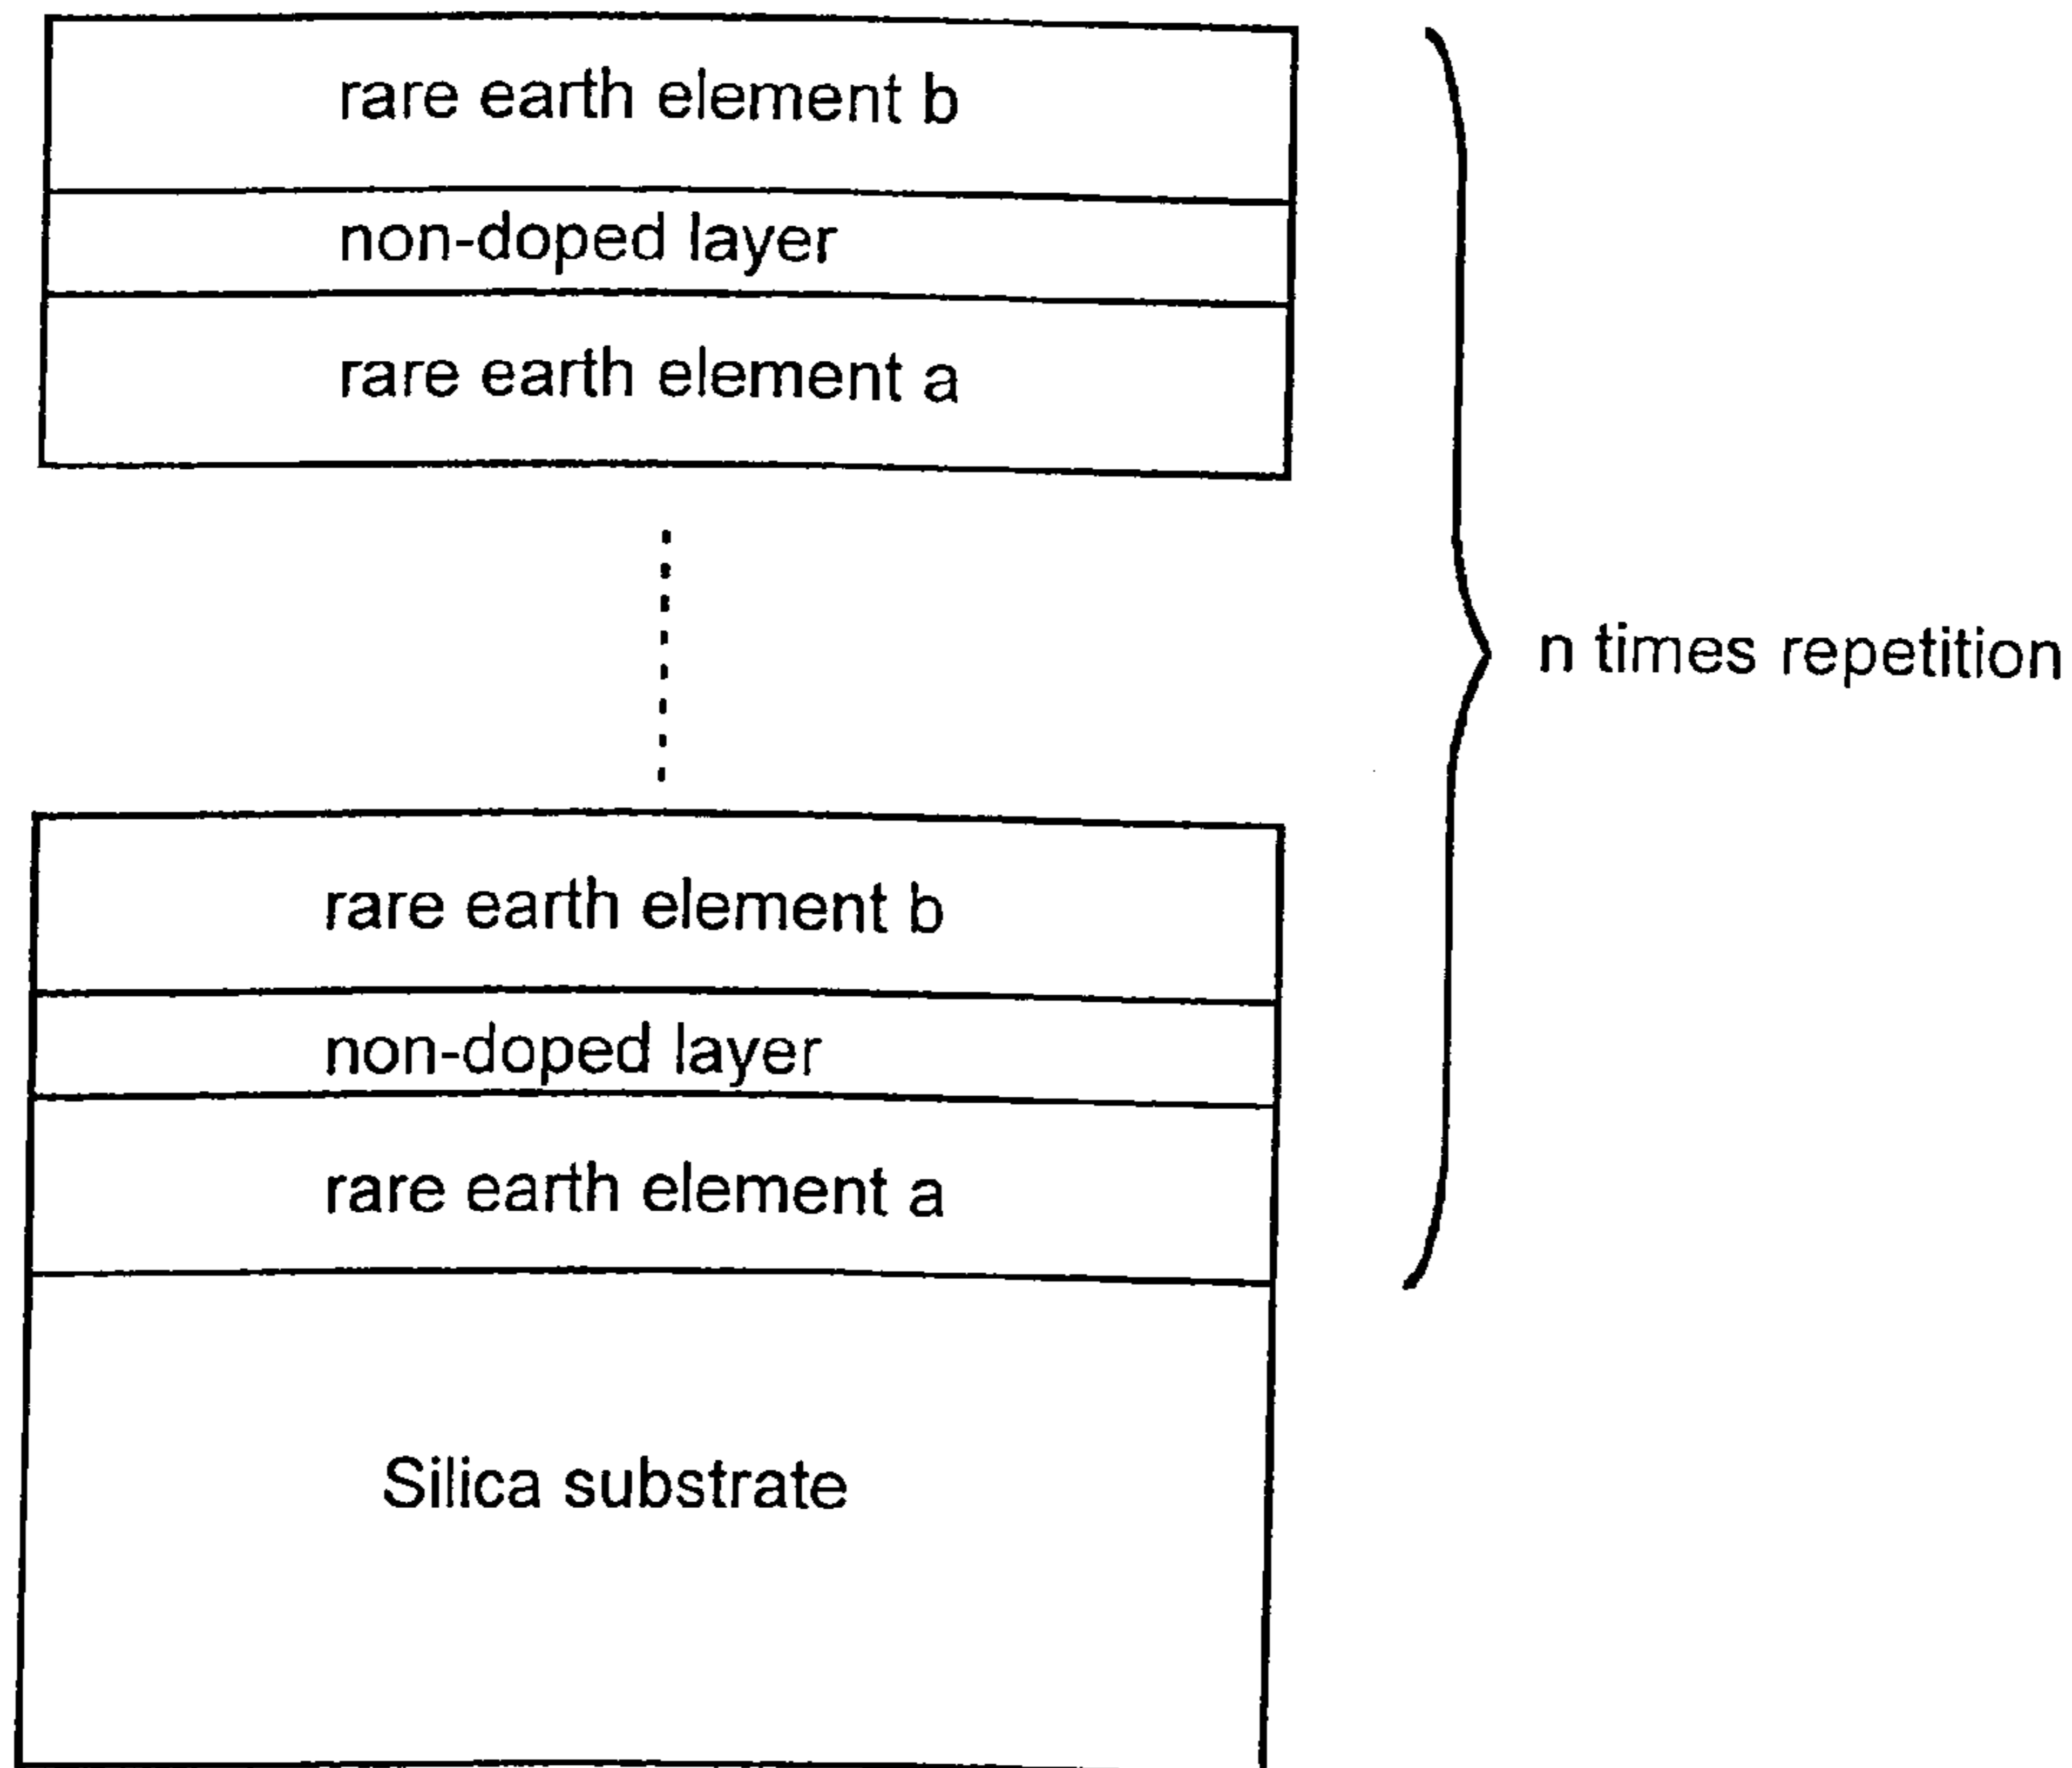 rare earth element b
non-doped layer
rare earth element a
n times repetition
rare earth element b
non-doped layer
rare earth element a
Silica substrate